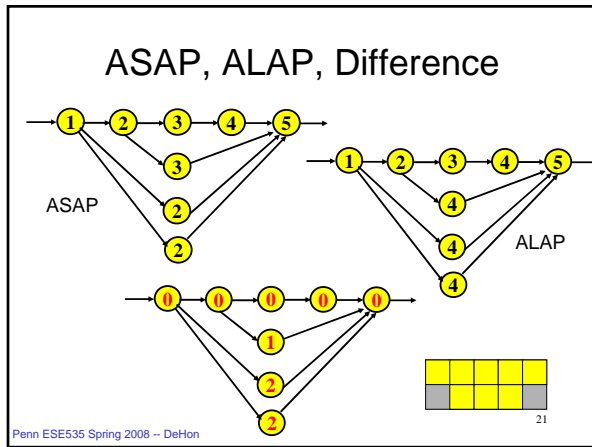 ASAP, ALAP, Difference
1 2 3 4 5
3
2
2
ASAP
1 2 3 4 5
4
4
4
ALAP
0 0 0 0 0
1
2
2
21
Penn ESE535 Spring 2008 -- DeHon